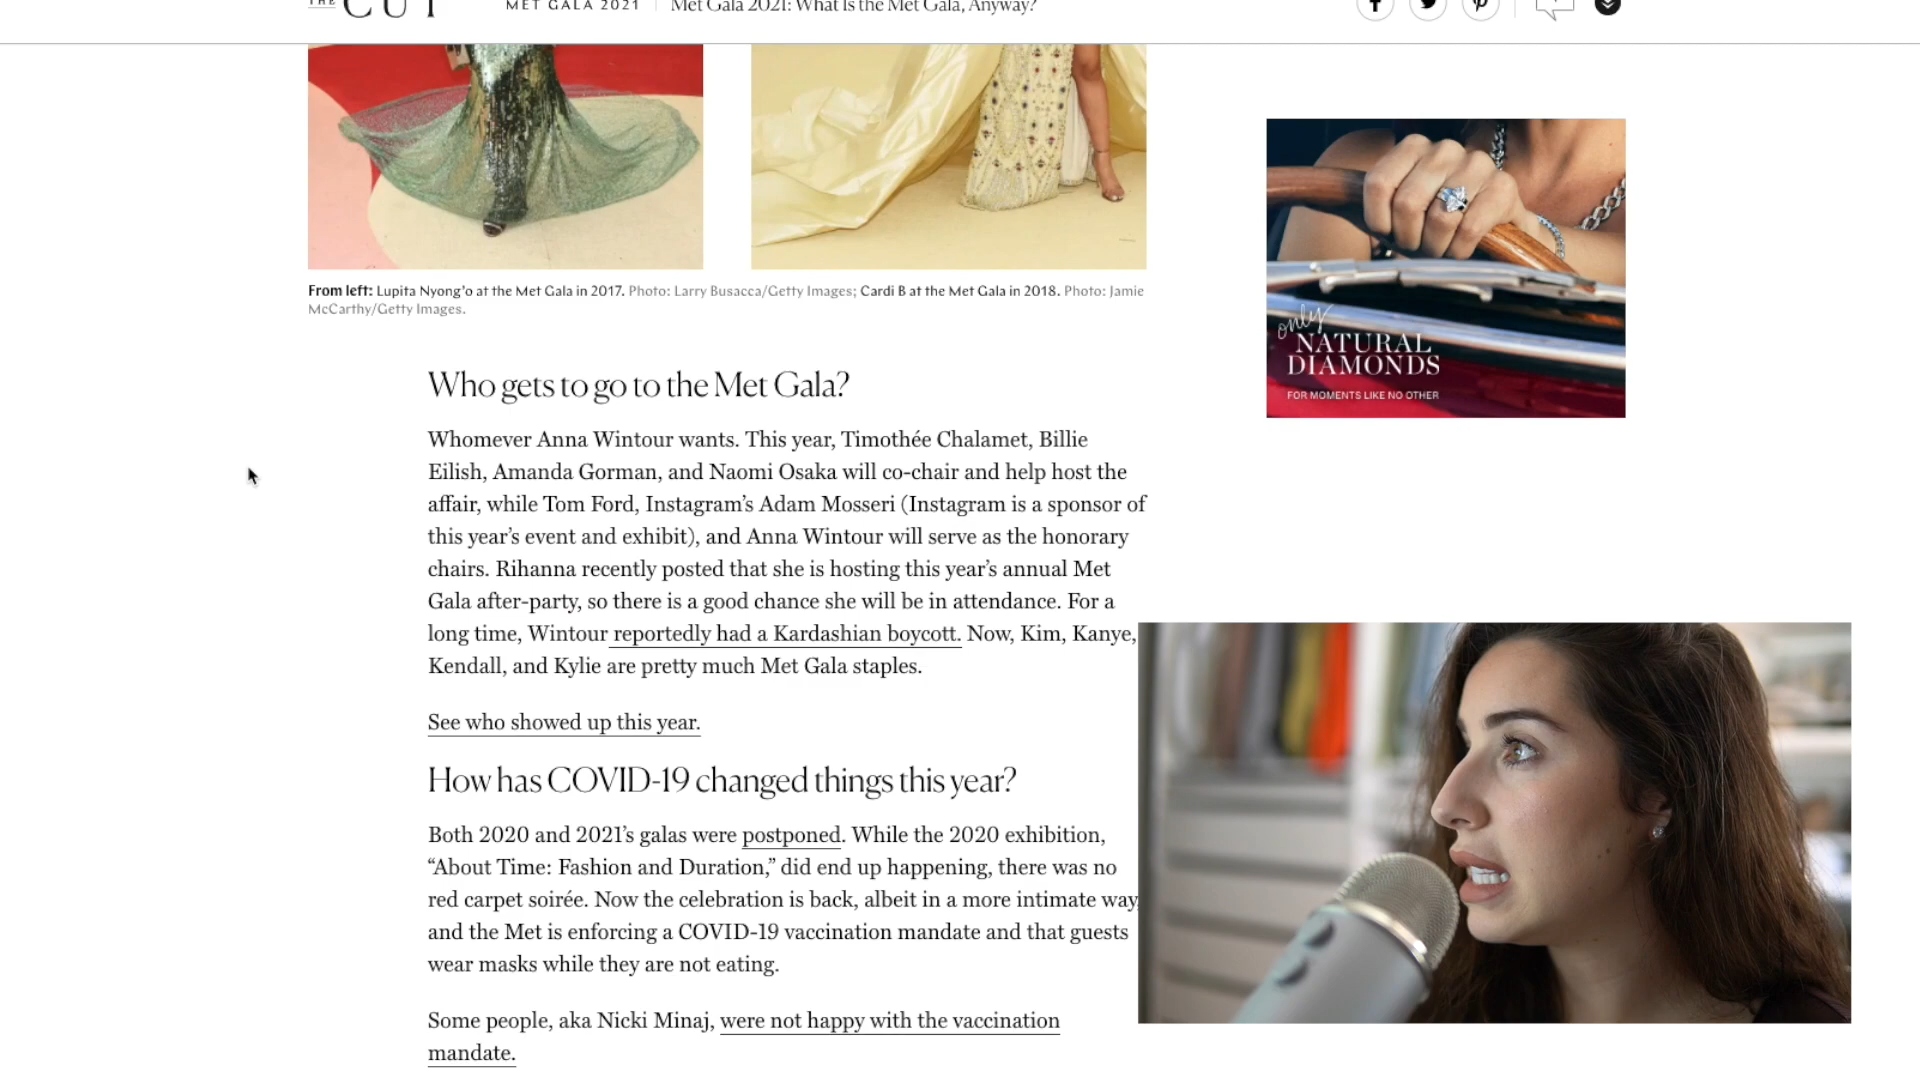 THE CUT
MET GALA 2021
Met Gala 2021: What Is the Met Gala, Anyway?
From left: Lupita Nyong’o at the Met Gala in 2017. Photo: Larry Busacca/Getty Images; Cardi B at the Met Gala in 2018. Photo: Jamie
McCarthy/Getty Images.
only
NATURAL
DIAMONDS
FOR MOMENTS LIKE NO OTHER
Who gets to go to the Met Gala?
Whomever Anna Wintour wants. This year, Timothée Chalamet, Billie
Eilish, Amanda Gorman, and Naomi Osaka will co-chair and help host the
affair, while Tom Ford, Instagram’s Adam Mosseri (Instagram is a sponsor of
this year’s event and exhibit), and Anna Wintour will serve as the honorary
chairs. Rihanna recently posted that she is hosting this year’s annual Met
Gala after-party, so there is a good chance she will be in attendance. For a
long time, Wintour reportedly had a Kardashian boycott. Now, Kim, Kanye,
Kendall, and Kylie are pretty much Met Gala staples.
See who showed up this year.
How has COVID-19 changed things this year?
Both 2020 and 2021’s galas were postponed. While the 2020 exhibition,
“About Time: Fashion and Duration,” did end up happening, there was no
red carpet soirée. Now the celebration is back, albeit in a more intimate way,
and the Met is enforcing a COVID-19 vaccination mandate and that guests
wear masks while they are not eating.
Some people, aka Nicki Minaj, were not happy with the vaccination
mandate.